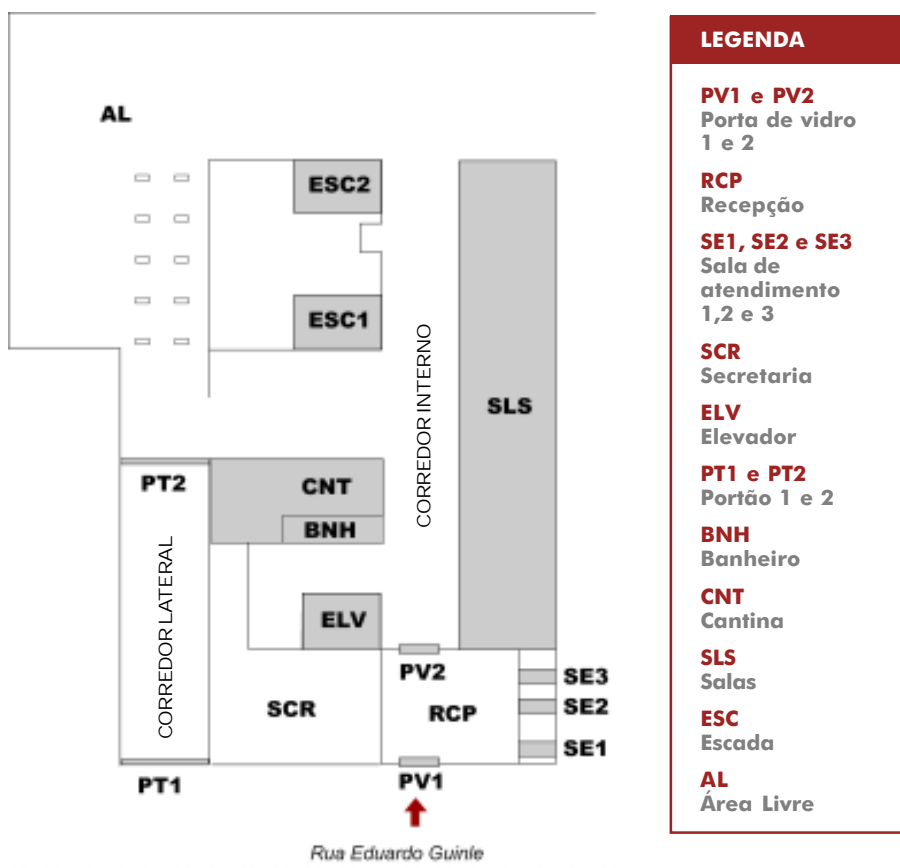 AL
ESC2
ESC1
CORREDOR INTERNO
SLS
PT2
CNT
BNH
CORREDOR LATERAL
ELV
PV2
SE3
SCR
RCP
SE2
SE1
PT1
PV1
Rua Eduardo Guinle
LEGENDA
PV1 e PV2
Porta de vidro
1 e 2
RCP
Recepção
SE1, SE2 e SE3
Sala de
atendimento
1,2 e 3
SCR
Secretaria
ELV
Elevador
PT1 e PT2
Portão 1 e 2
BNH
Banheiro
CNT
Cantina
SLS
Salas
ESC
Escada
AL
Área Livre